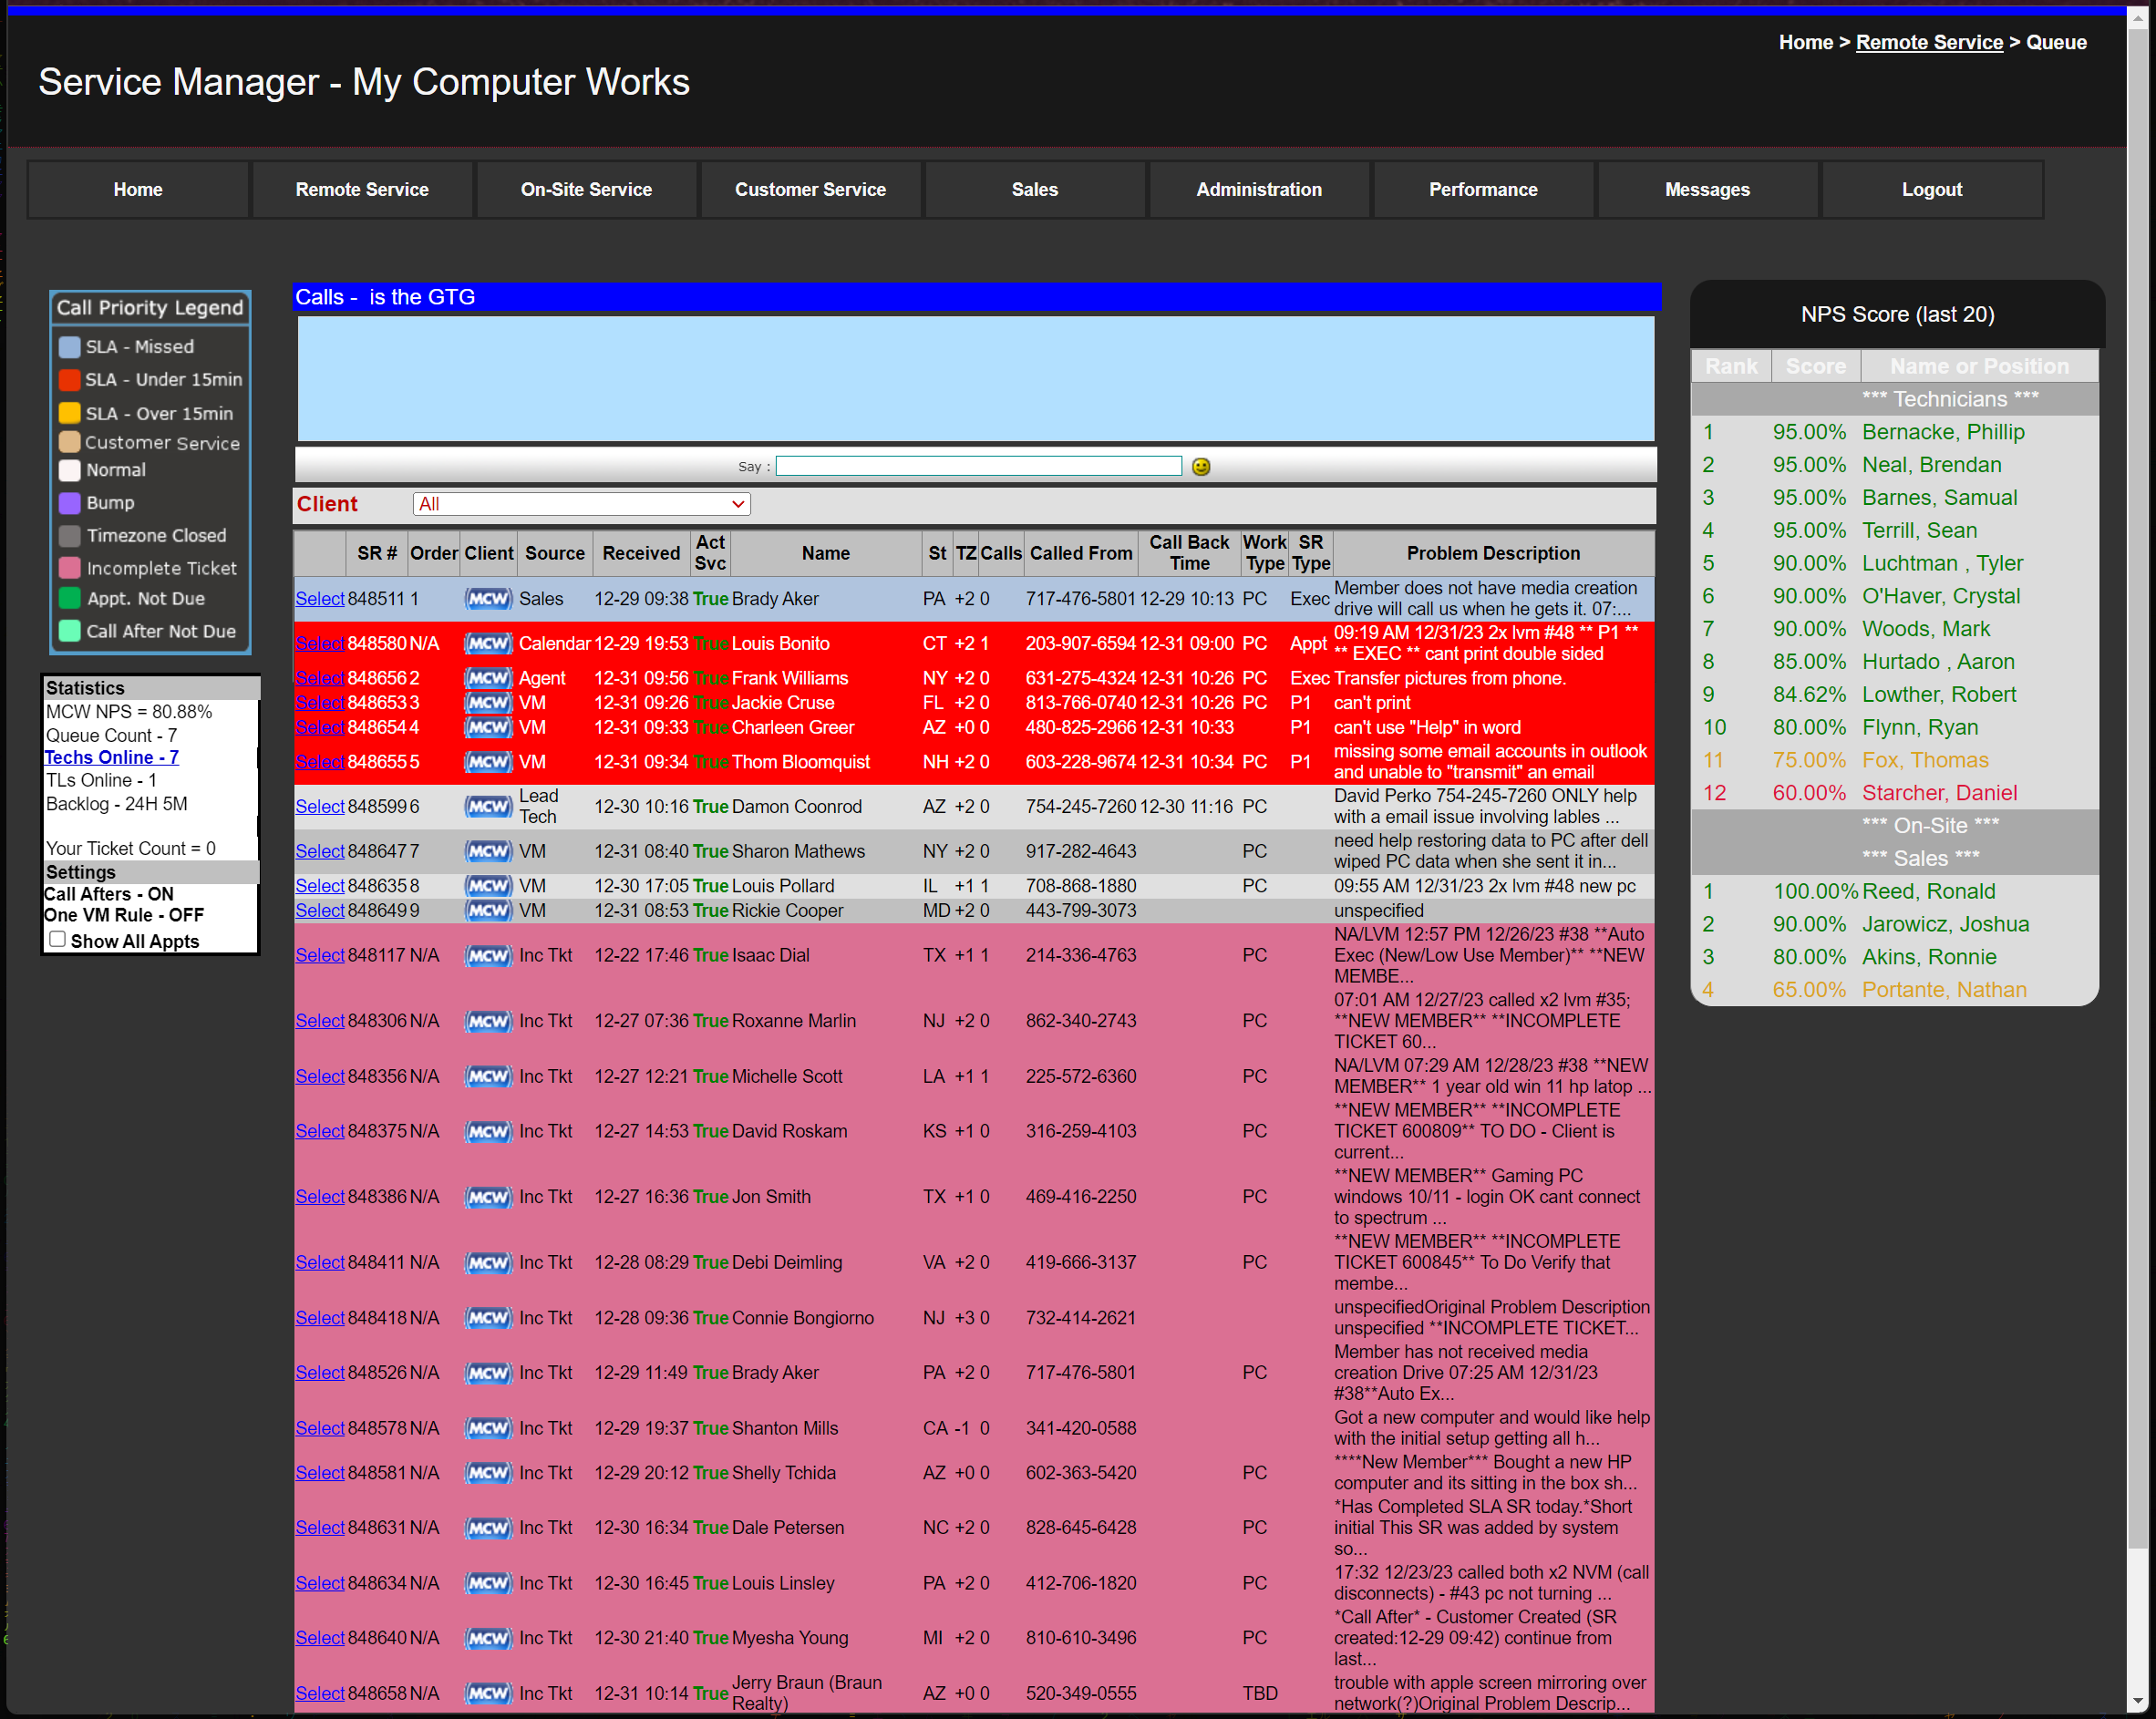 Home > Remote Service > Queue
Service Manager - My Computer Works
Home Remote Service On-Site Service Customer Service Sales Administration Performance Messages Logout
Call Priority Legend
SLA - Missed
SLA - Under 15min
SLA - Over 15min
Customer Service
Normal
Bump
Timezone Closed
Incomplete Ticket
Appt. Not Due
Call After Not Due
Statistics
MCW NPS = 80.88%
Queue Count - 7
Techs Online - 7
TLs Online - 1
Backlog - 24H 5M
Your Ticket Count = 0
Settings
Call Afters - ON
One VM Rule - OFF
Show All Appts
Calls - is the GTG
Say :
Client All
SR # Order Client Source Received Act Svc Name St TZ Calls Called From Call Back Time Work Type SR Type Problem Description
Select 848511 1 MCW Sales 12-29 09:38 True Brady Aker PA +2 0 717-476-5801 12-29 10:13 PC Exec Member does not have media creation
drive will call us when he gets it. 07:...
Select 848580 N/A MCW Calendar 12-29 19:53 True Louis Bonito CT +2 1 203-907-6594 12-31 09:00 PC Appt 09:19 AM 12/31/23 2x lvm #48 ** P1 **
** EXEC ** cant print double sided
Select 848656 2 MCW Agent 12-31 09:56 True Frank Williams NY +2 0 631-275-4324 12-31 10:26 PC Exec Transfer pictures from phone.
Select 848653 3 MCW VM 12-31 09:26 True Jackie Cruse FL +2 0 813-766-0740 12-31 10:26 PC P1 can't print
Select 848654 4 MCW VM 12-31 09:33 True Charleen Greer AZ +0 0 480-825-2966 12-31 10:33 P1 can't use "Help" in word
Select 848655 5 MCW VM 12-31 09:34 True Thom Bloomquist NH +2 0 603-228-9674 12-31 10:34 PC P1 missing some email accounts in outlook
and unable to "transmit" an email
Select 848599 6 MCW Lead Tech 12-30 10:16 True Damon Coonrod AZ +2 0 754-245-7260 12-30 11:16 PC David Perko 754-245-7260 ONLY help
with a email issue involving lables ...
Select 848647 7 MCW VM 12-31 08:40 True Sharon Mathews NY +2 0 917-282-4643 PC need help restoring data to PC after dell
wiped PC data when she sent it in...
Select 848635 8 MCW VM 12-30 17:05 True Louis Pollard IL +1 1 708-868-1880 PC 09:55 AM 12/31/23 2x lvm #48 new pc
Select 848649 9 MCW VM 12-31 08:53 True Rickie Cooper MD +2 0 443-799-3073 unspecified
Select 848117 N/A MCW Inc Tkt 12-22 17:46 True Isaac Dial TX +1 1 214-336-4763 PC NA/LVM 12:57 PM 12/26/23 #38 **Auto
Exec (New/Low Use Member)** **NEW
MEMBE...
Select 848306 N/A MCW Inc Tkt 12-27 07:36 True Roxanne Marlin NJ +2 0 862-340-2743 PC 07:01 AM 12/27/23 called x2 lvm #35;
**NEW MEMBER** **INCOMPLETE
TICKET 60...
Select 848356 N/A MCW Inc Tkt 12-27 12:21 True Michelle Scott LA +1 1 225-572-6360 PC NA/LVM 07:29 AM 12/28/23 #38 **NEW
MEMBER** 1 year old win 11 hp latop ...
Select 848375 N/A MCW Inc Tkt 12-27 14:53 True David Roskam KS +1 0 316-259-4103 PC **NEW MEMBER** **INCOMPLETE
TICKET 600809** TO DO - Client is
current...
Select 848386 N/A MCW Inc Tkt 12-27 16:36 True Jon Smith TX +1 0 469-416-2250 PC **NEW MEMBER** Gaming PC
windows 10/11 - login OK cant connect
to spectrum ...
Select 848411 N/A MCW Inc Tkt 12-28 08:29 True Debi Deimling VA +2 0 419-666-3137 PC **NEW MEMBER** **INCOMPLETE
TICKET 600845** To Do Verify that
membe...
Select 848418 N/A MCW Inc Tkt 12-28 09:36 True Connie Bongiorno NJ +3 0 732-414-2621 unspecifiedOriginal Problem Description
unspecified **INCOMPLETE TICKET...
Select 848526 N/A MCW Inc Tkt 12-29 11:49 True Brady Aker PA +2 0 717-476-5801 PC Member has not received media
creation Drive 07:25 AM 12/31/23
#38**Auto Ex...
Select 848578 N/A MCW Inc Tkt 12-29 19:37 True Shanton Mills CA -1 0 341-420-0588 Got a new computer and would like help
with the initial setup getting all h...
Select 848581 N/A MCW Inc Tkt 12-29 20:12 True Shelly Tchida AZ +0 0 602-363-5420 PC ****New Member*** Bought a new HP
computer and its sitting in the box sh...
Select 848631 N/A MCW Inc Tkt 12-30 16:34 True Dale Petersen NC +2 0 828-645-6428 PC *Has Completed SLA SR today.*Short
initial This SR was added by system
so...
Select 848634 N/A MCW Inc Tkt 12-30 16:45 True Louis Linsley PA +2 0 412-706-1820 PC 17:32 12/23/23 called both x2 NVM (call
disconnects) - #43 pc not turning ...
Select 848640 N/A MCW Inc Tkt 12-30 21:40 True Myesha Young MI +2 0 810-610-3496 PC *Call After* - Customer Created (SR
created:12-29 09:42) continue from
last...
Select 848658 N/A MCW Inc Tkt 12-31 10:14 True Jerry Braun (Braun Realty) AZ +0 0 520-349-0555 TBD trouble with apple screen mirroring over
network(?)Original Problem Descrip...
NPS Score (last 20)
Rank Score Name or Position
*** Technicians ***
1 95.00% Bernacke, Phillip
2 95.00% Neal, Brendan
3 95.00% Barnes, Samual
4 95.00% Terrill, Sean
5 90.00% Luchtman , Tyler
6 90.00% O'Haver, Crystal
7 90.00% Woods, Mark
8 85.00% Hurtado , Aaron
9 84.62% Lowther, Robert
10 80.00% Flynn, Ryan
11 75.00% Fox, Thomas
12 60.00% Starcher, Daniel
*** On-Site ***
*** Sales ***
1 100.00% Reed, Ronald
2 90.00% Jarowicz, Joshua
3 80.00% Akins, Ronnie
4 65.00% Portante, Nathan